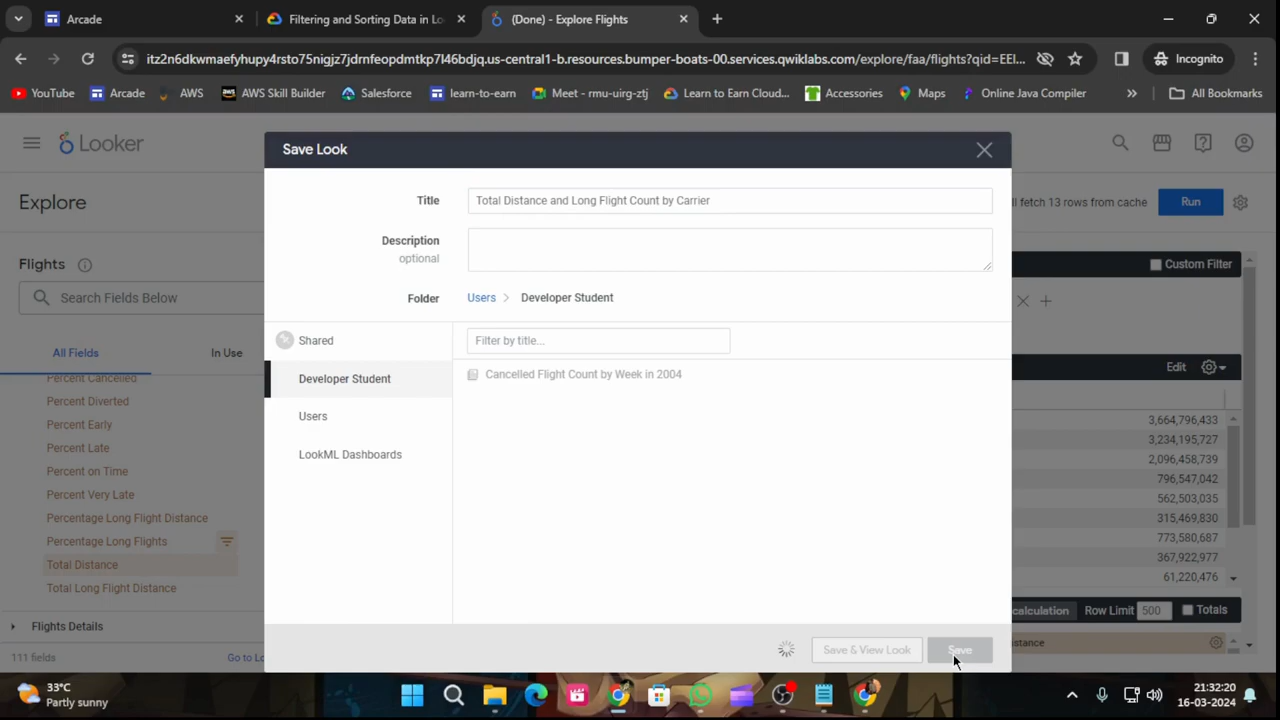 Arcade
Filtering and Sorting Data in Lo
(Done) - Explore Flights
itz2n6dkwmaefyhupy4rsto75nigjz7jdrnfeopdmtkp7l46bdjq.us-central1-b.resources.bumper-boats-00.services.qwiklabs.com/explore/faa/flights?qid=EEI...
Incognito
YouTube
Arcade
AWS
AWS Skill Builder
Salesforce
learn-to-earn
Meet - rmu-uirg-ztj
Learn to Earn Cloud...
Accessories
Maps
Online Java Compiler
All Bookmarks
Looker
Save Look
Explore
Title
Total Distance and Long Flight Count by Carrier
ll fetch 13 rows from cache
Run
Description
optional
Flights
Custom Filter
Search Fields Below
Folder
Users > Developer Student
Shared
Filter by title...
All Fields
In Use
Edit
Percent Cancelled
Developer Student
Cancelled Flight Count by Week in 2004
Percent Diverted
Users
3,664,796,433
Percent Early
3,234,195,727
Percent Late
LookML Dashboards
2,096,458,739
Percent on Time
796,547,042
Percent Very Late
562,503,035
Percentage Long Flight Distance
315,469,830
Percentage Long Flights
773,580,687
Total Distance
367,922,977
Total Long Flight Distance
61,220,476
calculation
Row Limit 500
Totals
Flights Details
istance
111 fields
Go to Lo
Save & View Look
Save
33°C
Partly sunny
21:32:20
16-03-2024